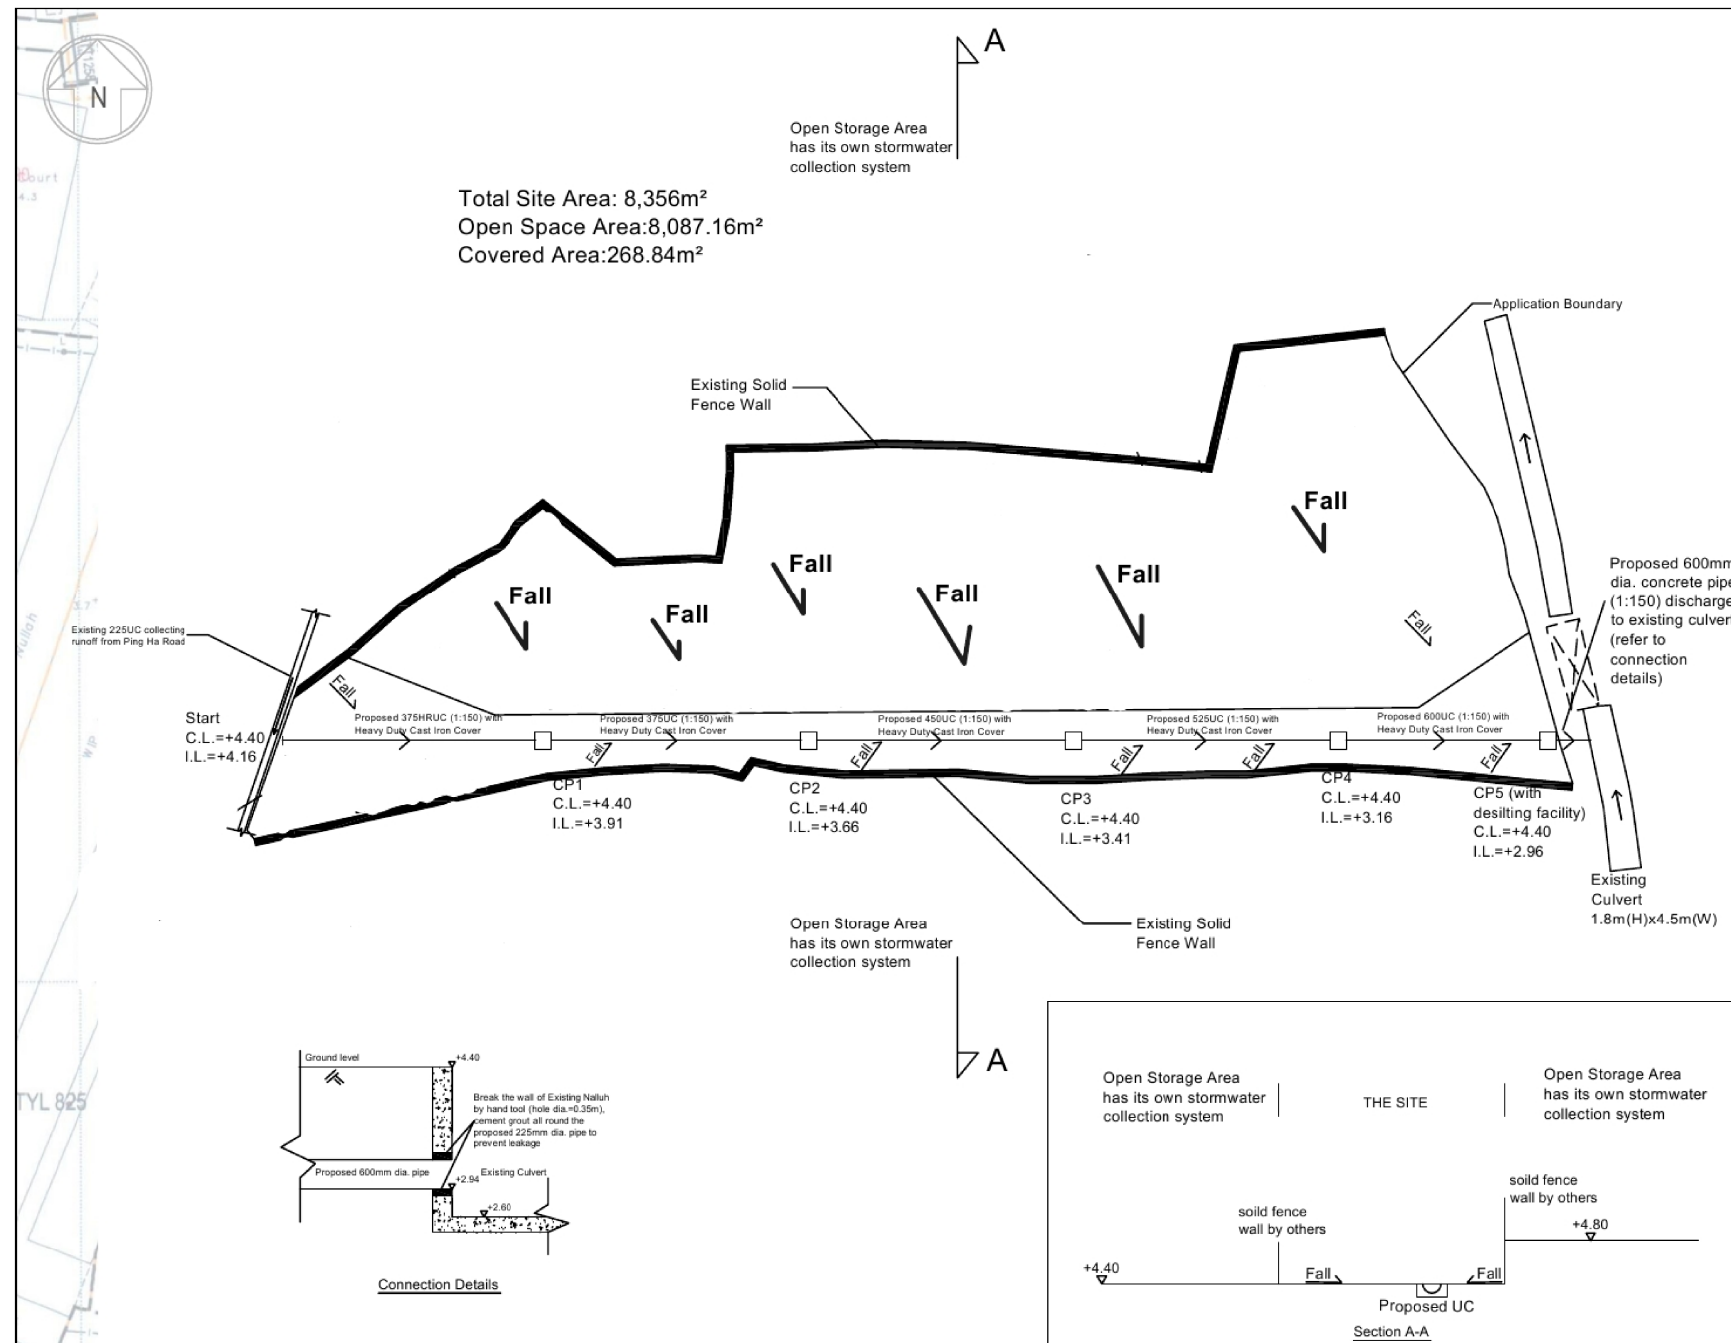 N
A
Open Storage Area
has its own stormwater
collection system
Total Site Area: 8,356m²
Open Space Area:8,087.16m²
Covered Area:268.84m²
Application Boundary
Existing Solid
Fence Wall
Fall
Fall
Fall
Fall
Fall
Fall
Fall
Proposed 600mm
dia. concrete pipe
(1:150) discharge
to existing culvert
(refer to
connection
details)
Existing 225UC collecting
runoff from Ping Ha Road
Nullah
Fall
Start
C.L.=+4.40
I.L.=+4.16
Proposed 375HRUC (1:150) with
Heavy Duty Cast Iron Cover
Proposed 375UC (1:150) with
Heavy Duty Cast Iron Cover
Proposed 450UC (1:150) with
Heavy Duty Cast Iron Cover
Proposed 525UC (1:150) with
Heavy Duty Cast Iron Cover
Proposed 600UC (1:150) with
Heavy Duty Cast Iron Cover
Fall
Fall
Fall
Fall
Fall
CP1
C.L.=+4.40
I.L.=+3.91
CP2
C.L.=+4.40
I.L.=+3.66
CP3
C.L.=+4.40
I.L.=+3.41
CP4
C.L.=+4.40
I.L.=+3.16
CP5 (with
desilting facility)
C.L.=+4.40
I.L.=+2.96
Existing
Culvert
1.8m(H)x4.5m(W)
Existing Solid
Fence Wall
Open Storage Area
has its own stormwater
collection system
A
TYL 825
Ground level
+4.40
Break the wall of Existing Nalluh
by hand tool (hole dia.=0.35m),
cement grout all round the
proposed 225mm dia. pipe to
prevent leakage
Proposed 600mm dia. pipe
Existing Culvert
+2.94
+2.60
Connection Details
Open Storage Area
has its own stormwater
collection system
THE SITE
Open Storage Area
has its own stormwater
collection system
soild fence
wall by others
soild fence
wall by others
+4.80
+4.40
Fall
Fall
Proposed UC
Section A-A